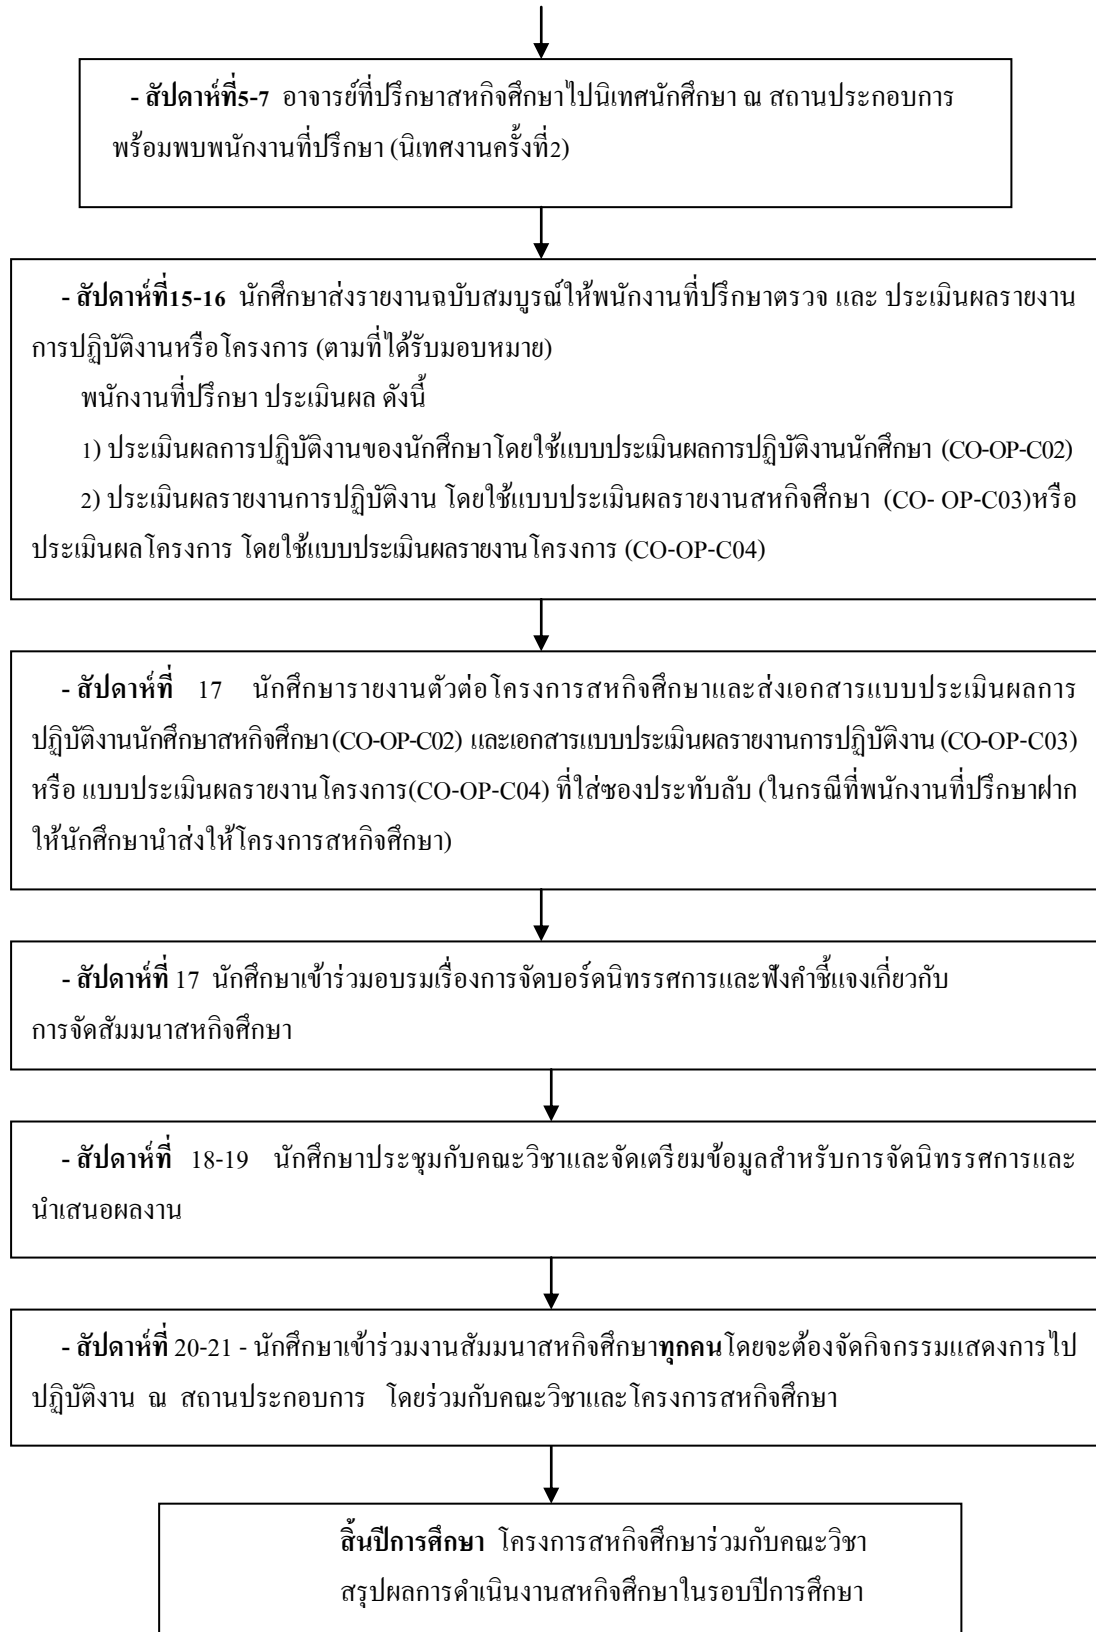 - สัปดาห์ที่5-7 อาจารย์ที่ปรึกษาสหกิจศึกษาไปนิเทศนักศึกษา ณ สถานประกอบการ
พร้อมพบพนักงานที่ปรึกษา (นิเทศงานครั้งที่2)
- สัปดาห์ที่15-16 นักศึกษาส่งรายงานฉบับสมบูรณ์ให้พนักงานที่ปรึกษาตรวจ และ ประเมินผลรายงาน
การปฏิบัติงานหรือโครงการ (ตามที่ได้รับมอบหมาย)
พนักงานที่ปรึกษา ประเมินผล ดังนี้
1) ประเมินผลการปฏิบัติงานของนักศึกษาโดยใช้แบบประเมินผลการปฏิบัติงานนักศึกษา (CO-OP-C02)
2) ประเมินผลรายงานการปฏิบัติงาน โดยใช้แบบประเมินผลรายงานสหกิจศึกษา (CO- OP-C03)หรือ
ประเมินผลโครงการ โดยใช้แบบประเมินผลรายงานโครงการ (CO-OP-C04)
- สัปดาห์ที่ 17 นักศึกษารายงานตัวต่อโครงการสหกิจศึกษาและส่งเอกสารแบบประเมินผลการ
ปฏิบัติงานนักศึกษาสหกิจศึกษา (CO-OP-C02) และเอกสารแบบประเมินผลรายงานการปฏิบัติงาน (CO-OP-C03)
หรือ แบบประเมินผลรายงานโครงการ(CO-OP-C04) ที่ใส่ซองประทับลับ (ในกรณีที่พนักงานที่ปรึกษาฝาก
ให้นักศึกษานำส่งให้โครงการสหกิจศึกษา)
- สัปดาห์ที่ 17 นักศึกษาเข้าร่วมอบรมเรื่องการจัดบอร์ดนิทรรศการและฟังคำชี้แจงเกี่ยวกับ
การจัดสัมมนาสหกิจศึกษา
- สัปดาห์ที่ 18-19 นักศึกษาประชุมกับคณะวิชาและจัดเตรียมข้อมูลสำหรับการจัดนิทรรศการและ
นำเสนอผลงาน
- สัปดาห์ที่ 20-21 - นักศึกษาเข้าร่วมงานสัมมนาสหกิจศึกษาทุกคนโดยจะต้องจัดกิจกรรมแสดงการไป
ปฏิบัติงาน ณ สถานประกอบการ โดยร่วมกับคณะวิชาและโครงการสหกิจศึกษา
สิ้นปีการศึกษา โครงการสหกิจศึกษาร่วมกับคณะวิชา
สรุปผลการดำเนินงานสหกิจศึกษาในรอบปีการศึกษา